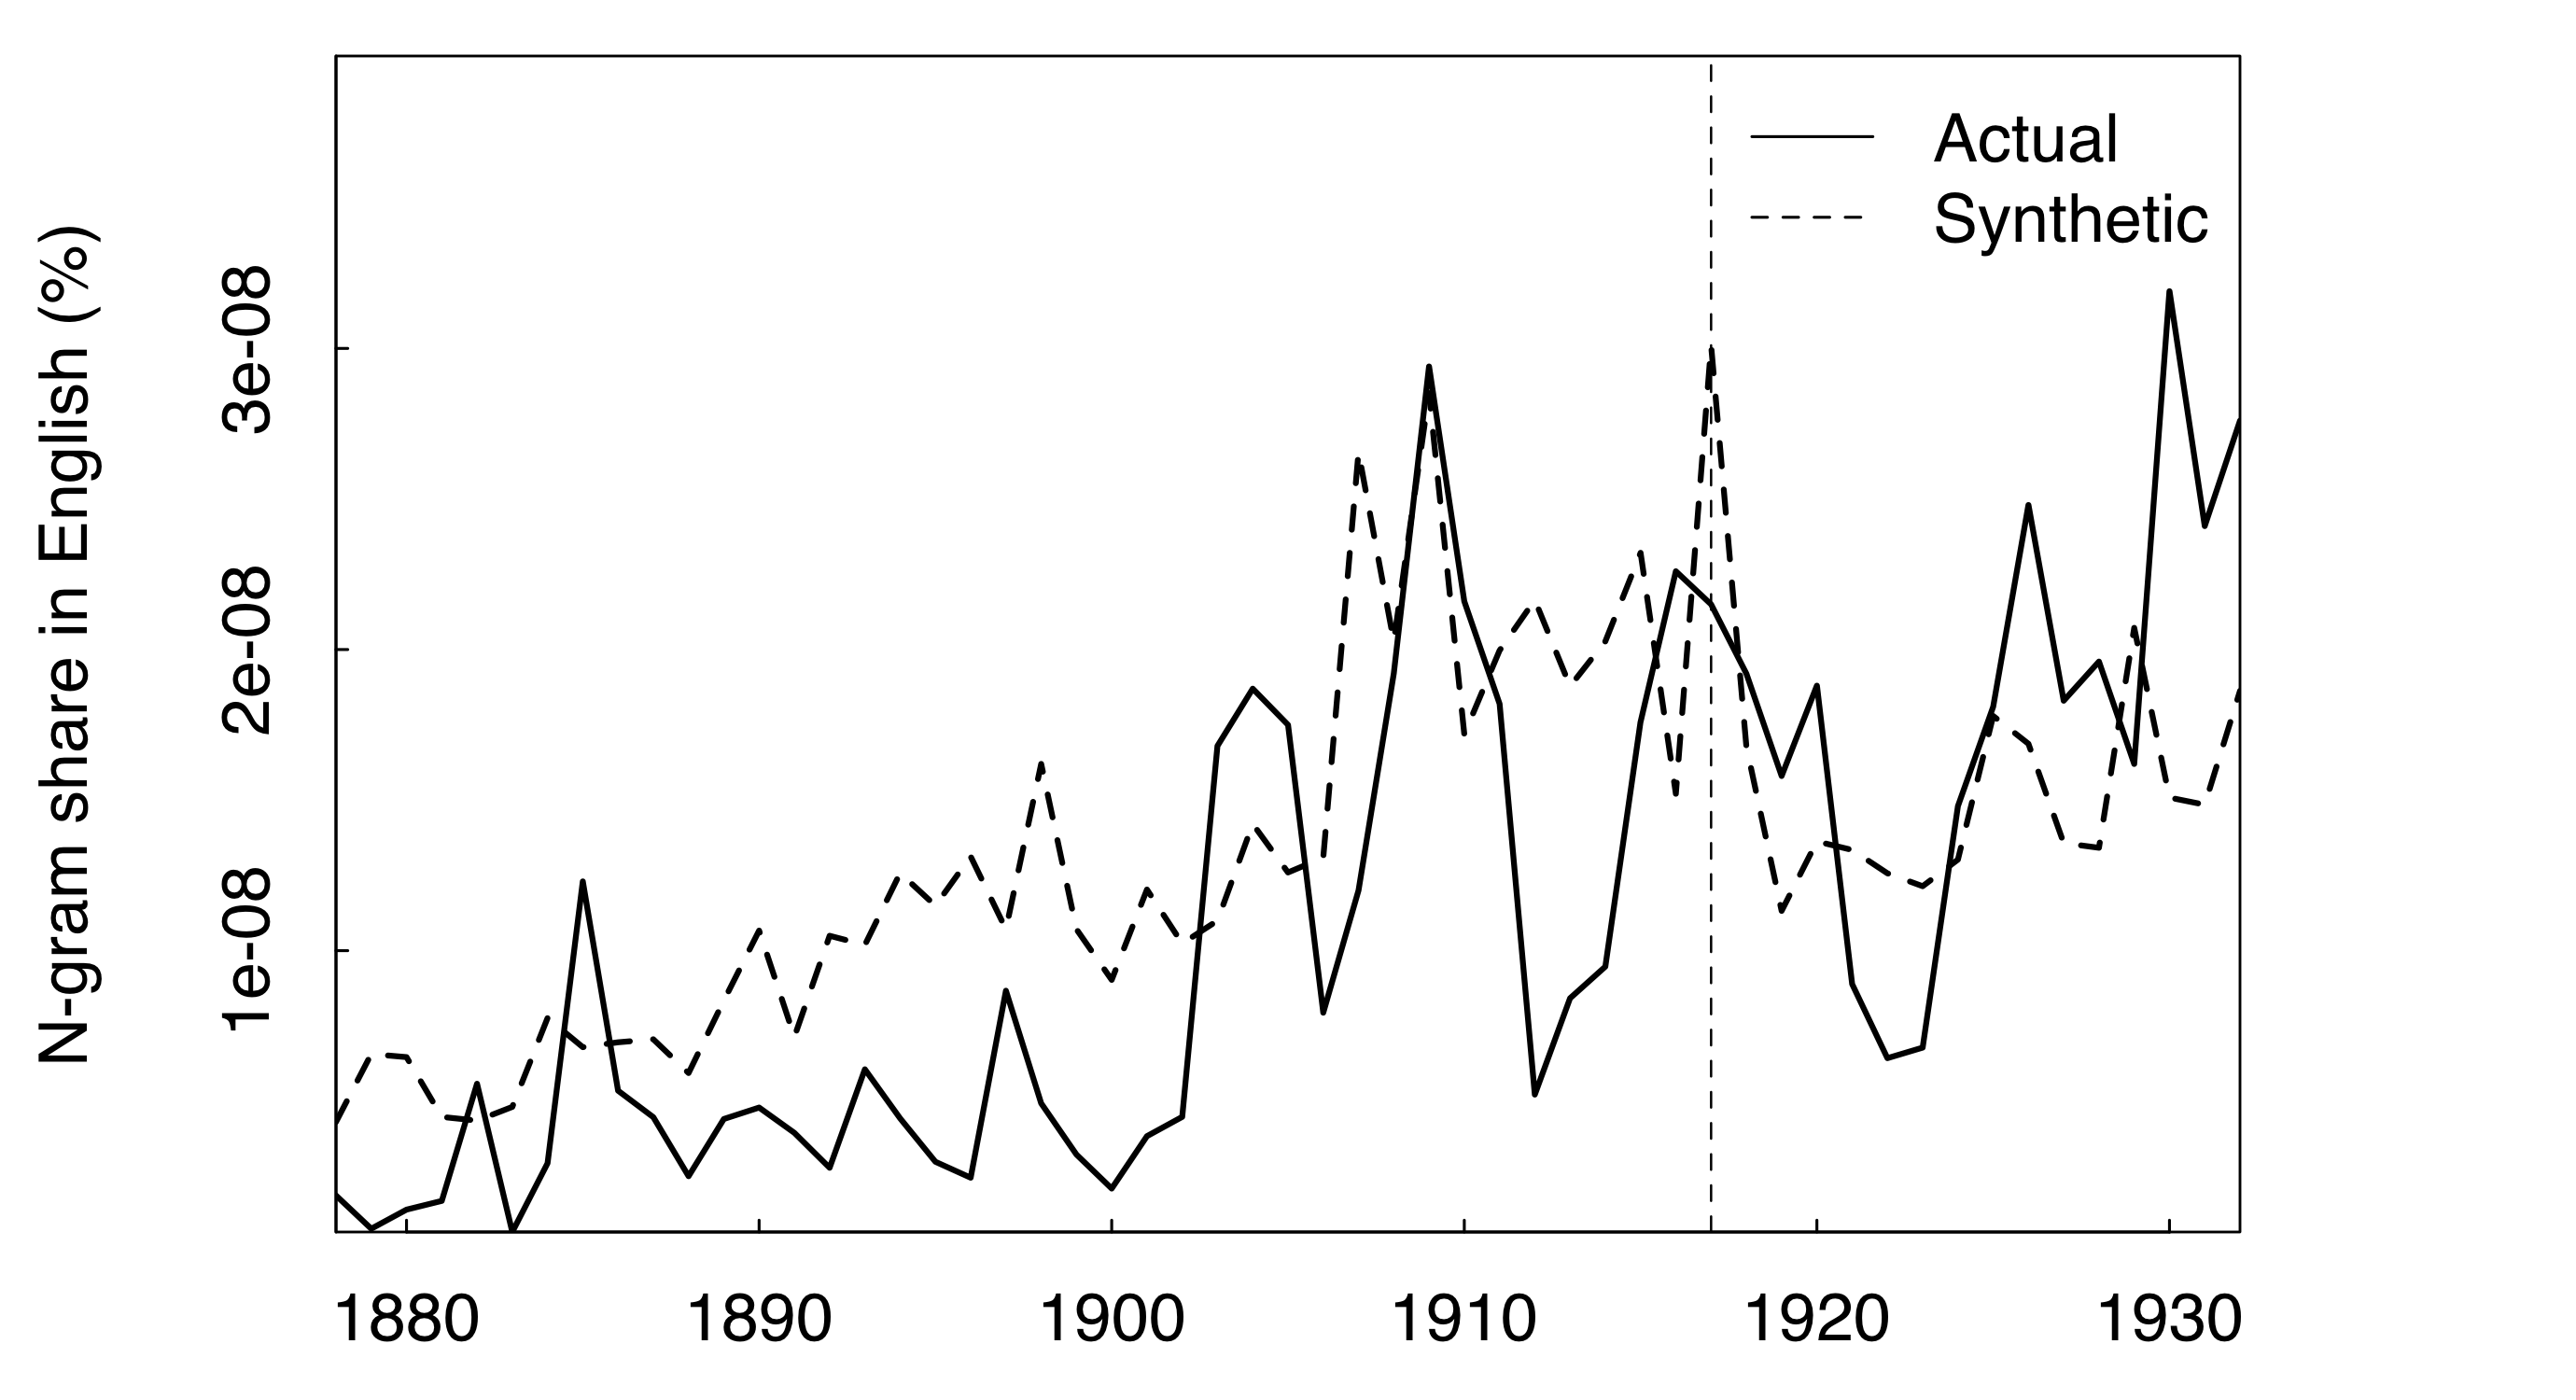 Actual
Synthetic
N-gram share in English (%)
3e-08
2e-08
1e-08
1880 1890 1900 1910 1920 1930